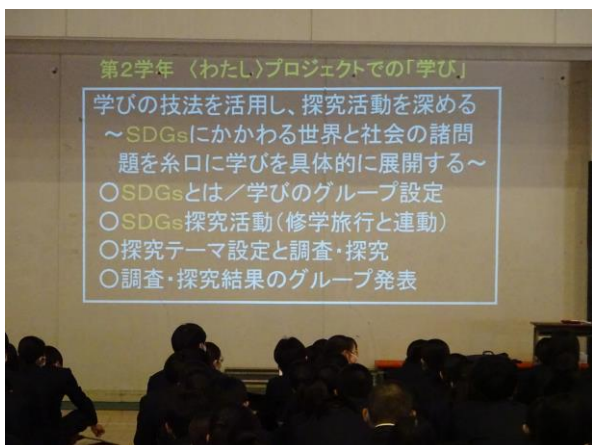 第2学年 〈わたし〉プロジェクトでの「学び」
学びの技法を活用し、探究活動を深める
~SDGsにかかわる世界と社会の諸問
題を糸口に学びを具体的に展開する~
○SDGsとは/学びのグループ設定
○SDGs探究活動(修学旅行と連動)
○探究テーマ設定と調査・探究
○調査・探究結果のグループ発表